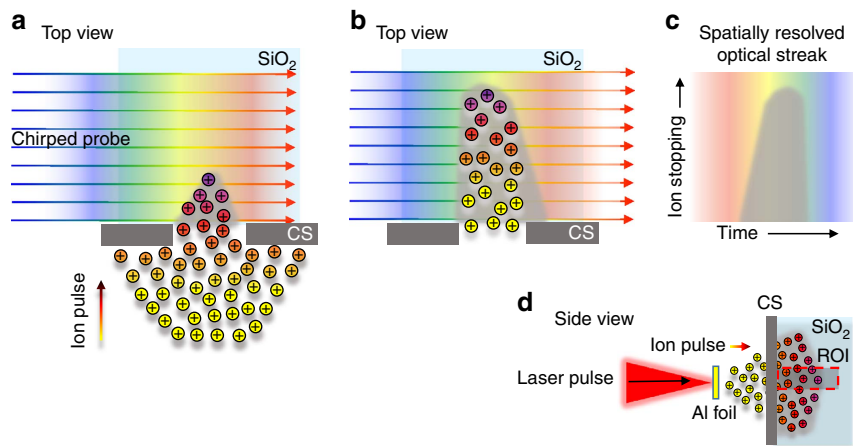 a
Top view
SiO₂
Chirped probe
CS
Ion pulse
b
Top view
SiO₂
CS
c
Spatially resolved
optical streak
Ion stopping
Time
d
Side view
CS
SiO₂
Ion pulse
ROI
Laser pulse
Al foil